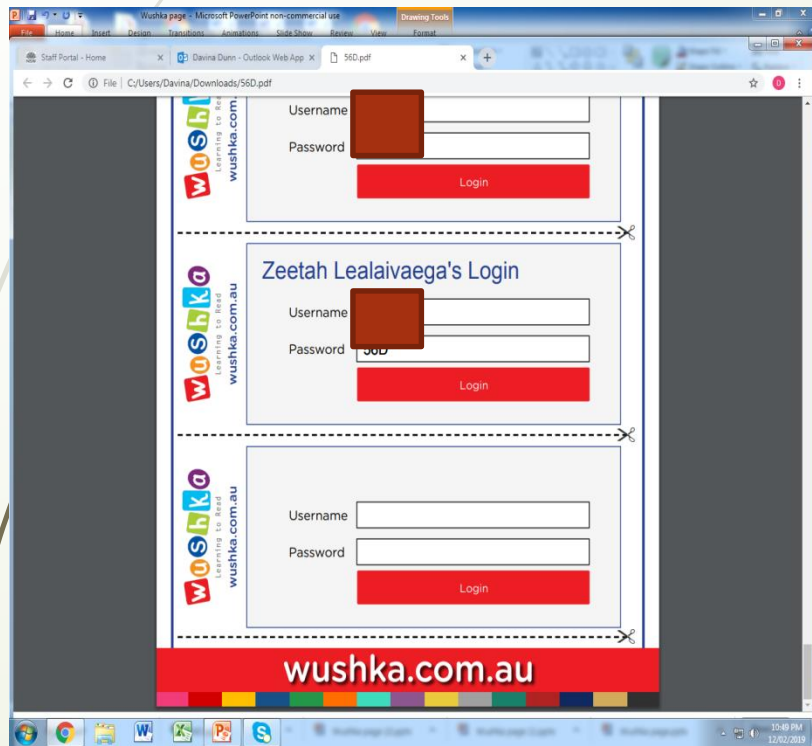 Wushka page - Microsoft PowerPoint non-commercial use
Drawing Tools
File Home Insert Design Transitions Animations Slide Show Review View Format
Staff Portal - Home
Davina Dunn - Outlook Web App
56D.pdf
File | C:/Users/Davina/Downloads/56D.pdf
wushka
Learning to Read
wushka.com.au
Username
Password
Login
wushka
Learning to Read
wushka.com.au
Zeetah Lealaivaega's Login
Username
Password
Login
wushka
Learning to Read
wushka.com.au
Username
Password
Login
wushka.com.au
10:49 PM
12/02/2019